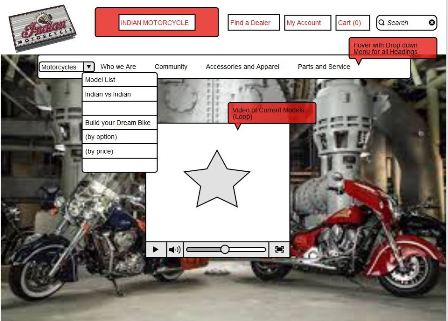 Indian
MOTORCYCLES
INDIAN MOTORCYCLE
Find a Dealer
My Account
Cart (0)
Search
Hover with Drop down
Menu for all Headings
Motorcycles
Who we Are
Community
Accessories and Apparel
Parts and Service
Model List
Indian vs Indian
Build your Dream Bike
(by option)
(by price)
Video of Current Models...
(Loop)